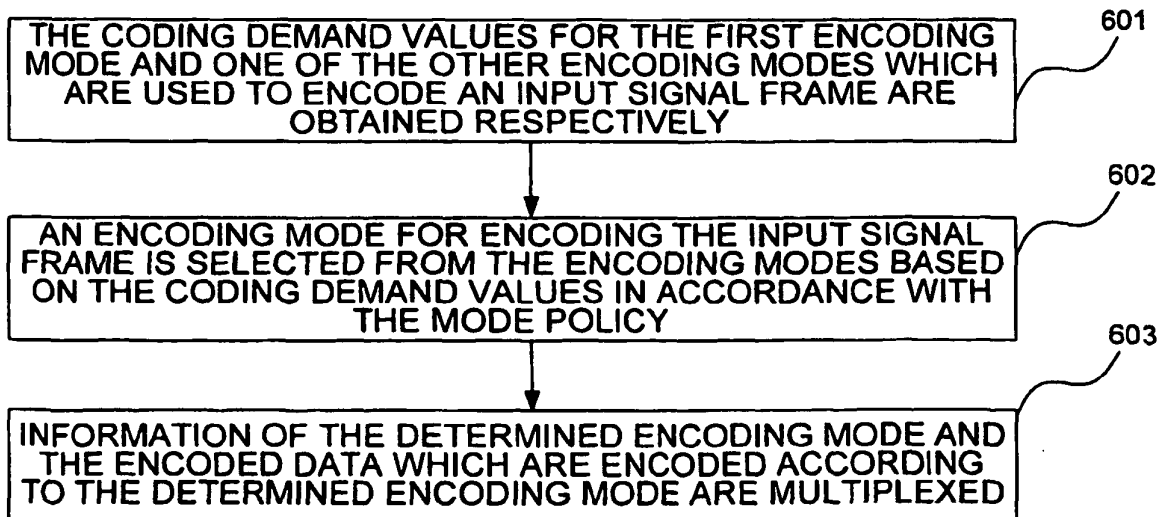 THE CODING DEMAND VALUES FOR THE FIRST ENCODING
MODE AND ONE OF THE OTHER ENCODING MODES WHICH
ARE USED TO ENCODE AN INPUT SIGNAL FRAME ARE
OBTAINED RESPECTIVELY
601
AN ENCODING MODE FOR ENCODING THE INPUT SIGNAL
FRAME IS SELECTED FROM THE ENCODING MODES BASED
ON THE CODING DEMAND VALUES IN ACCORDANCE WITH
THE MODE POLICY
602
INFORMATION OF THE DETERMINED ENCODING MODE AND
THE ENCODED DATA WHICH ARE ENCODED ACCORDING
TO THE DETERMINED ENCODING MODE ARE MULTIPLEXED
603